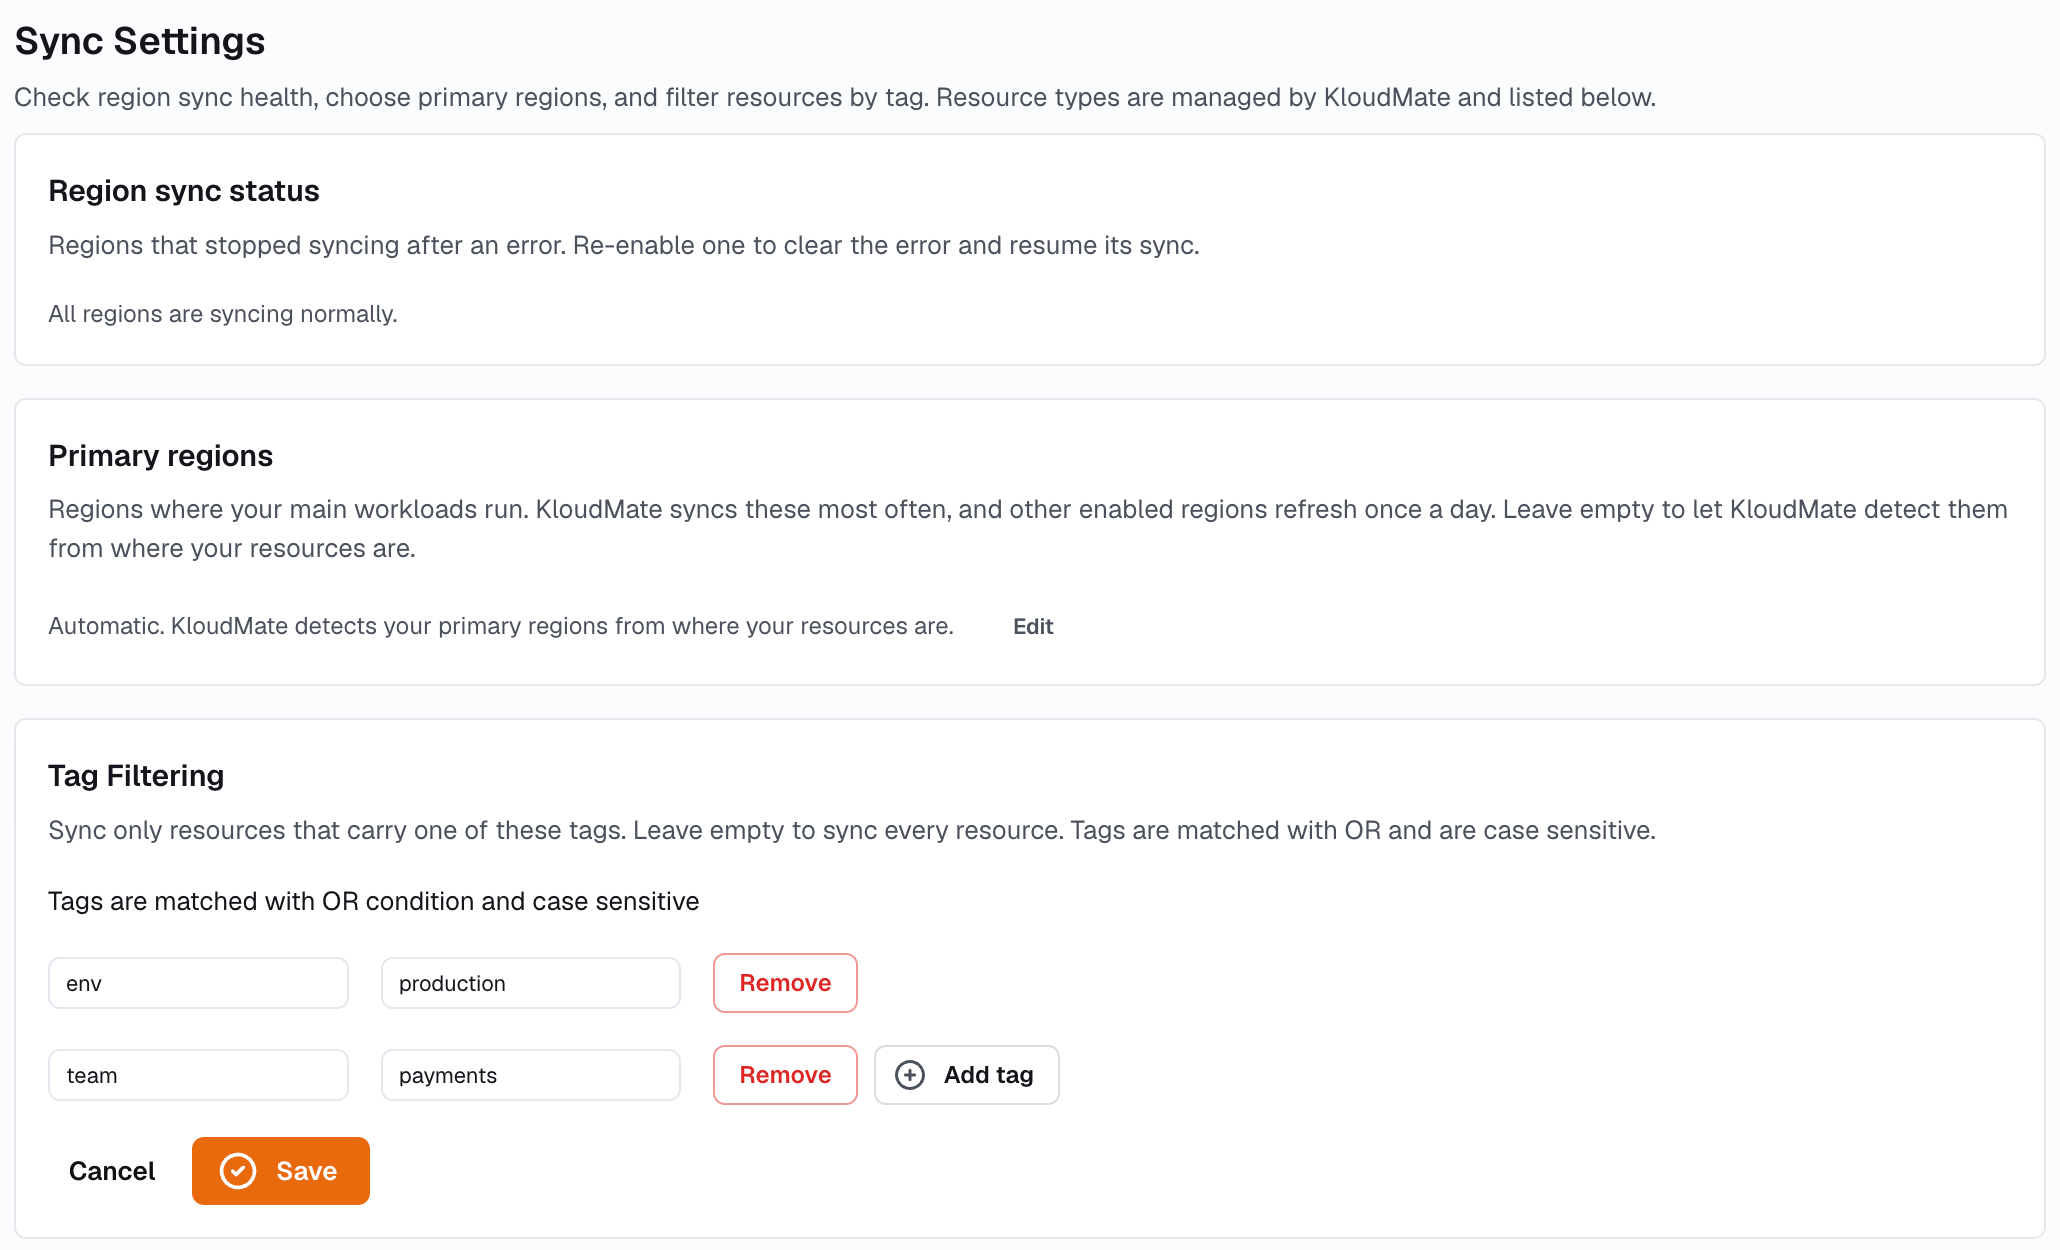 Sync Settings
Check region sync health, choose primary regions, and filter resources by tag. Resource types are managed by KloudMate and listed below.
Region sync status
Regions that stopped syncing after an error. Re-enable one to clear the error and resume its sync.
All regions are syncing normally.
Primary regions
Regions where your main workloads run. KloudMate syncs these most often, and other enabled regions refresh once a day. Leave empty to let KloudMate detect them
from where your resources are.
Automatic. KloudMate detects your primary regions from where your resources are. Edit
Tag Filtering
Sync only resources that carry one of these tags. Leave empty to sync every resource. Tags are matched with OR and are case sensitive.
Tags are matched with OR condition and case sensitive
env production Remove
team payments Remove Add tag
Cancel Save